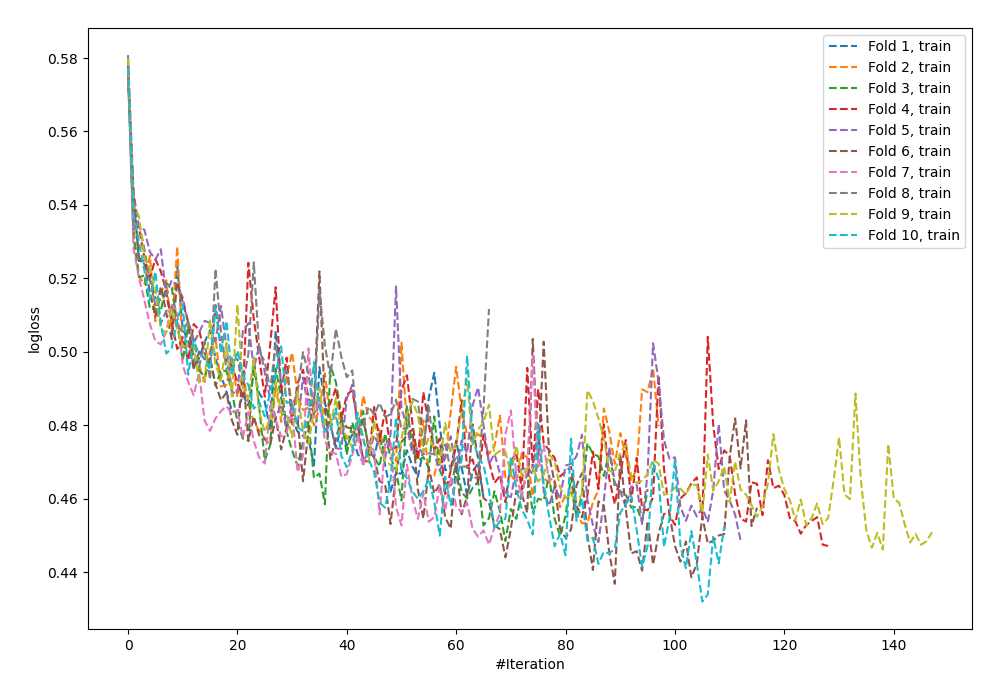 0.58
0.56
0.54
0.52
0.50
0.48
0.46
0.44
logloss
0
20
40
60
80
100
120
140
#Iteration
Fold 1, train
Fold 2, train
Fold 3, train
Fold 4, train
Fold 5, train
Fold 6, train
Fold 7, train
Fold 8, train
Fold 9, train
Fold 10, train